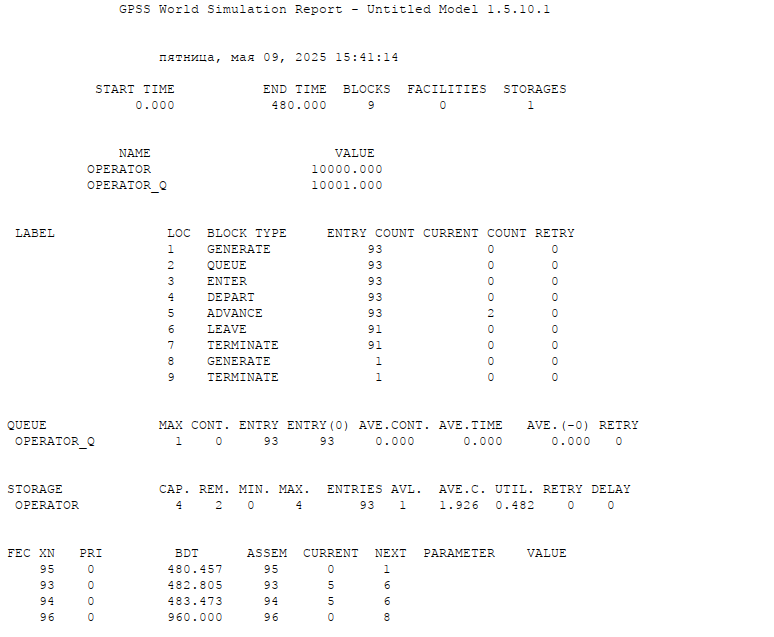 GPSS World Simulation Report - Untitled Model 1.5.10.1
пятница, мая 09, 2025 15:41:14
START TIME END TIME BLOCKS FACILITIES STORAGES
0.000 480.000 9 0 1
NAME VALUE
OPERATOR 10000.000
OPERATOR_Q 10001.000
LABEL LOC BLOCK TYPE ENTRY COUNT CURRENT COUNT RETRY
1 GENERATE 93 0 0
2 QUEUE 93 0 0
3 ENTER 93 0 0
4 DEPART 93 0 0
5 ADVANCE 93 2 0
6 LEAVE 91 0 0
7 TERMINATE 91 0 0
8 GENERATE 1 0 0
9 TERMINATE 1 0 0
QUEUE MAX CONT. ENTRY ENTRY(0) AVE.CONT. AVE.TIME AVE.(-0) RETRY
OPERATOR_Q 1 0 93 93 0.000 0.000 0.000 0
STORAGE CAP. REM. MIN. MAX. ENTRIES AVL. AVE.C. UTIL. RETRY DELAY
OPERATOR 4 2 0 4 93 1 1.926 0.482 0 0
FEC XN PRI BDT ASSEM CURRENT NEXT PARAMETER VALUE
95 0 480.457 95 0 1
93 0 482.805 93 5 6
94 0 483.473 94 5 6
96 0 960.000 96 0 8